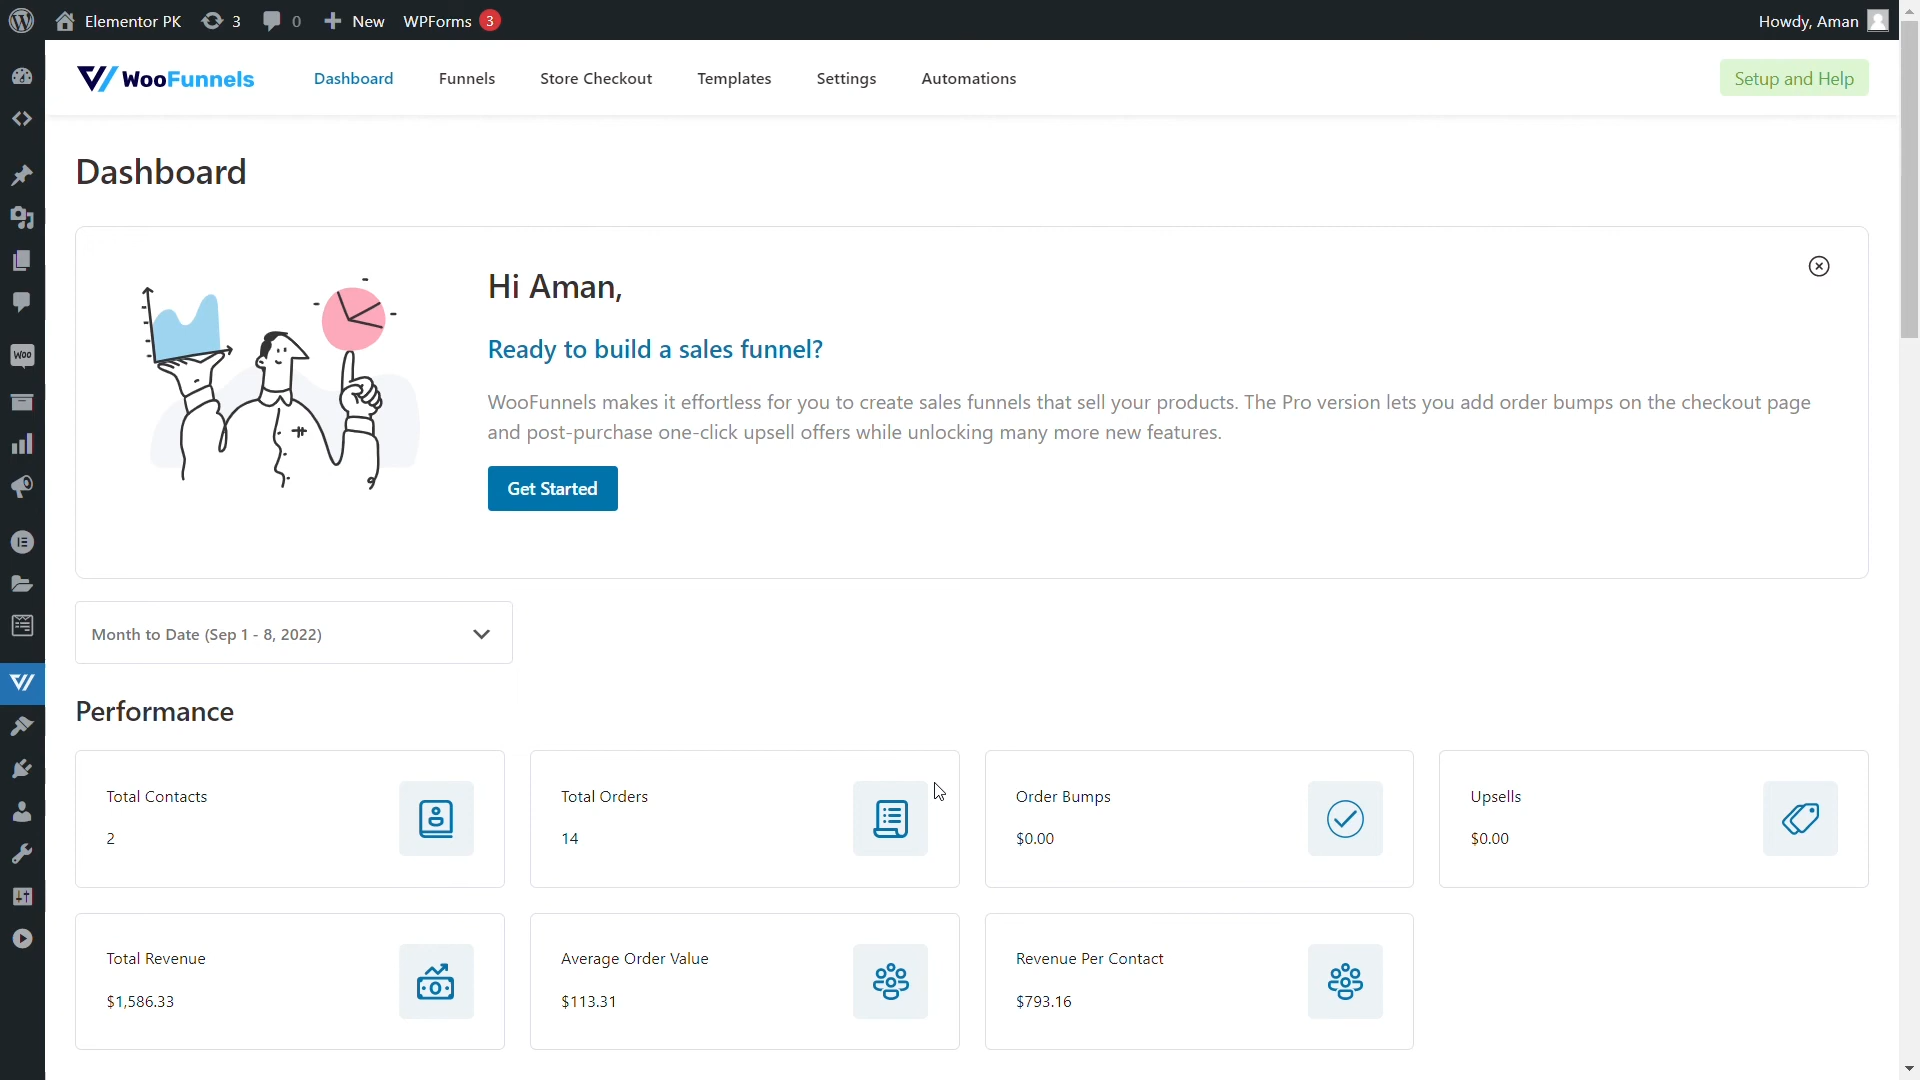 Elementor PK 3 0 New WPForms 3 Howdy, Aman
WooFunnels Dashboard Funnels Store Checkout Templates Settings Automations Setup and Help
Dashboard
Hi Aman,
Ready to build a sales funnel?
WooFunnels makes it effortless for you to create sales funnels that sell your products. The Pro version lets you add order bumps on the checkout page
and post-purchase one-click upsell offers while unlocking many more new features.
Get Started
Woo
Month to Date (Sep 1 - 8, 2022)
Performance
Total Contacts
2
Total Orders
14
Order Bumps
$0.00
Upsells
$0.00
Total Revenue
$1,586.33
Average Order Value
$113.31
Revenue Per Contact
$793.16